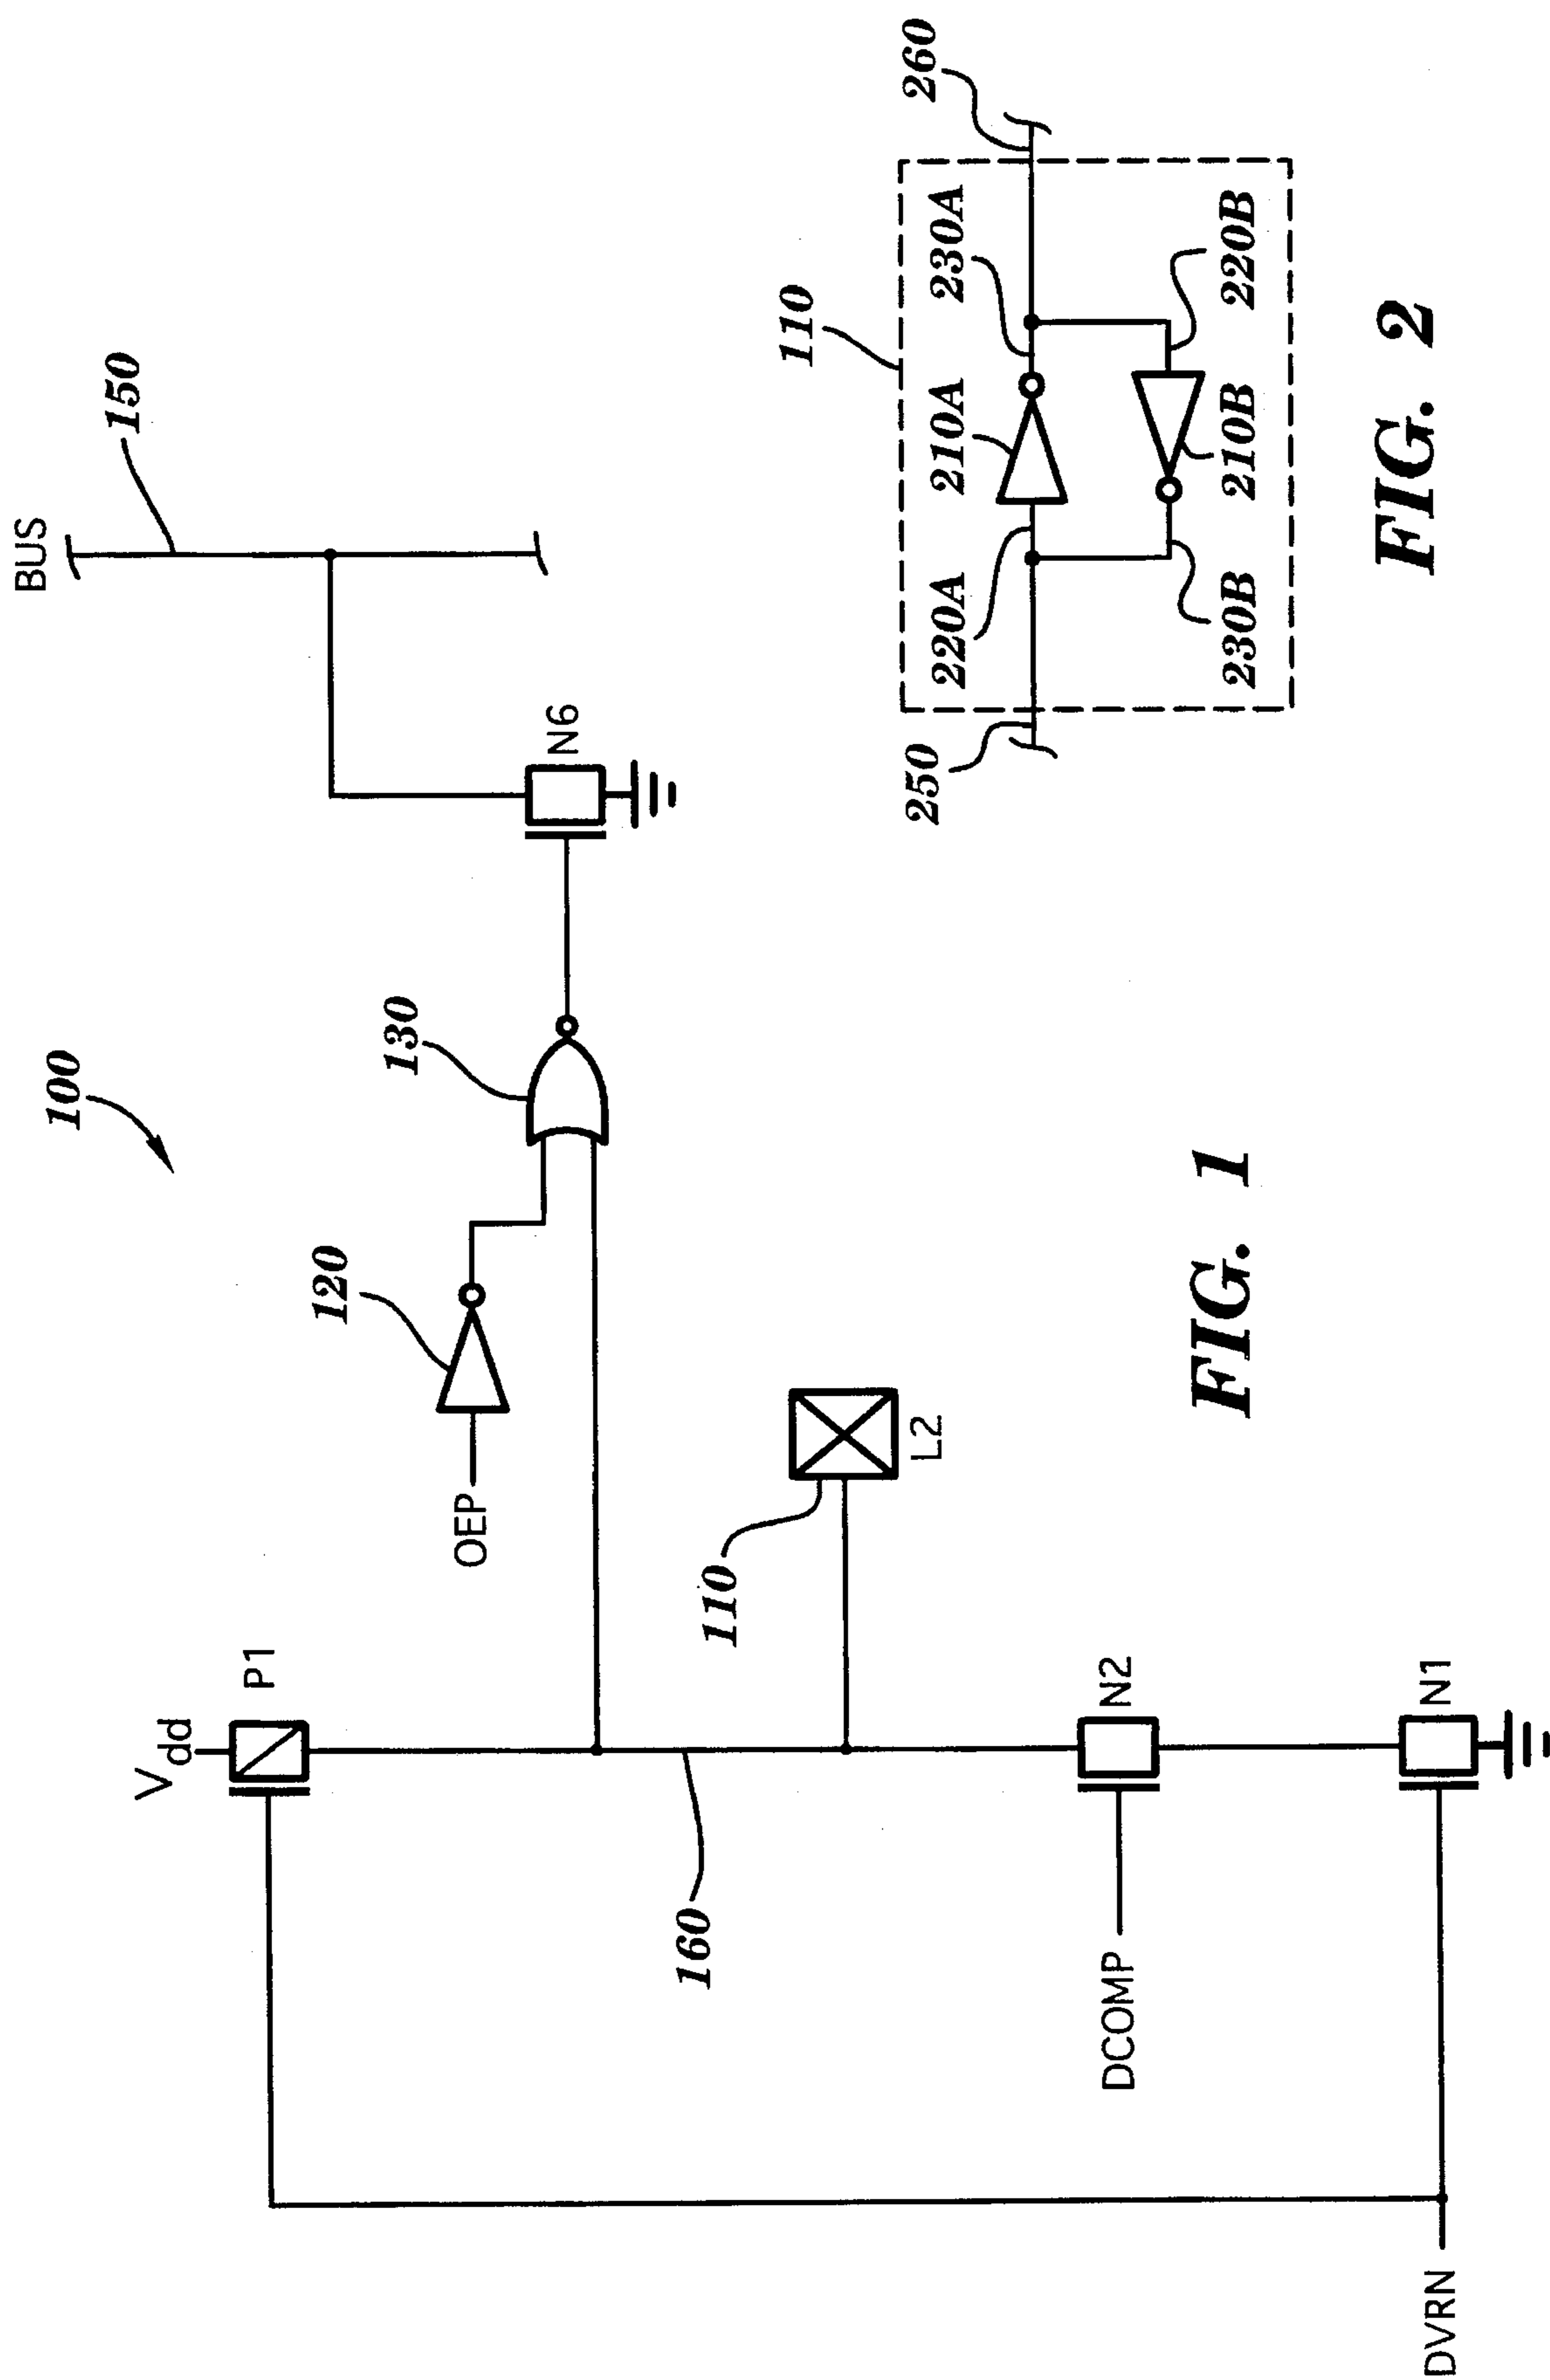 100
BUS
150
Vdd
P1
OEP
120
130
N6
160
110
L2
DCOMP
N2
DVRN
N1
FIG. 1
110
250
220A
210A
230A
260
230B
210B
220B
FIG. 2